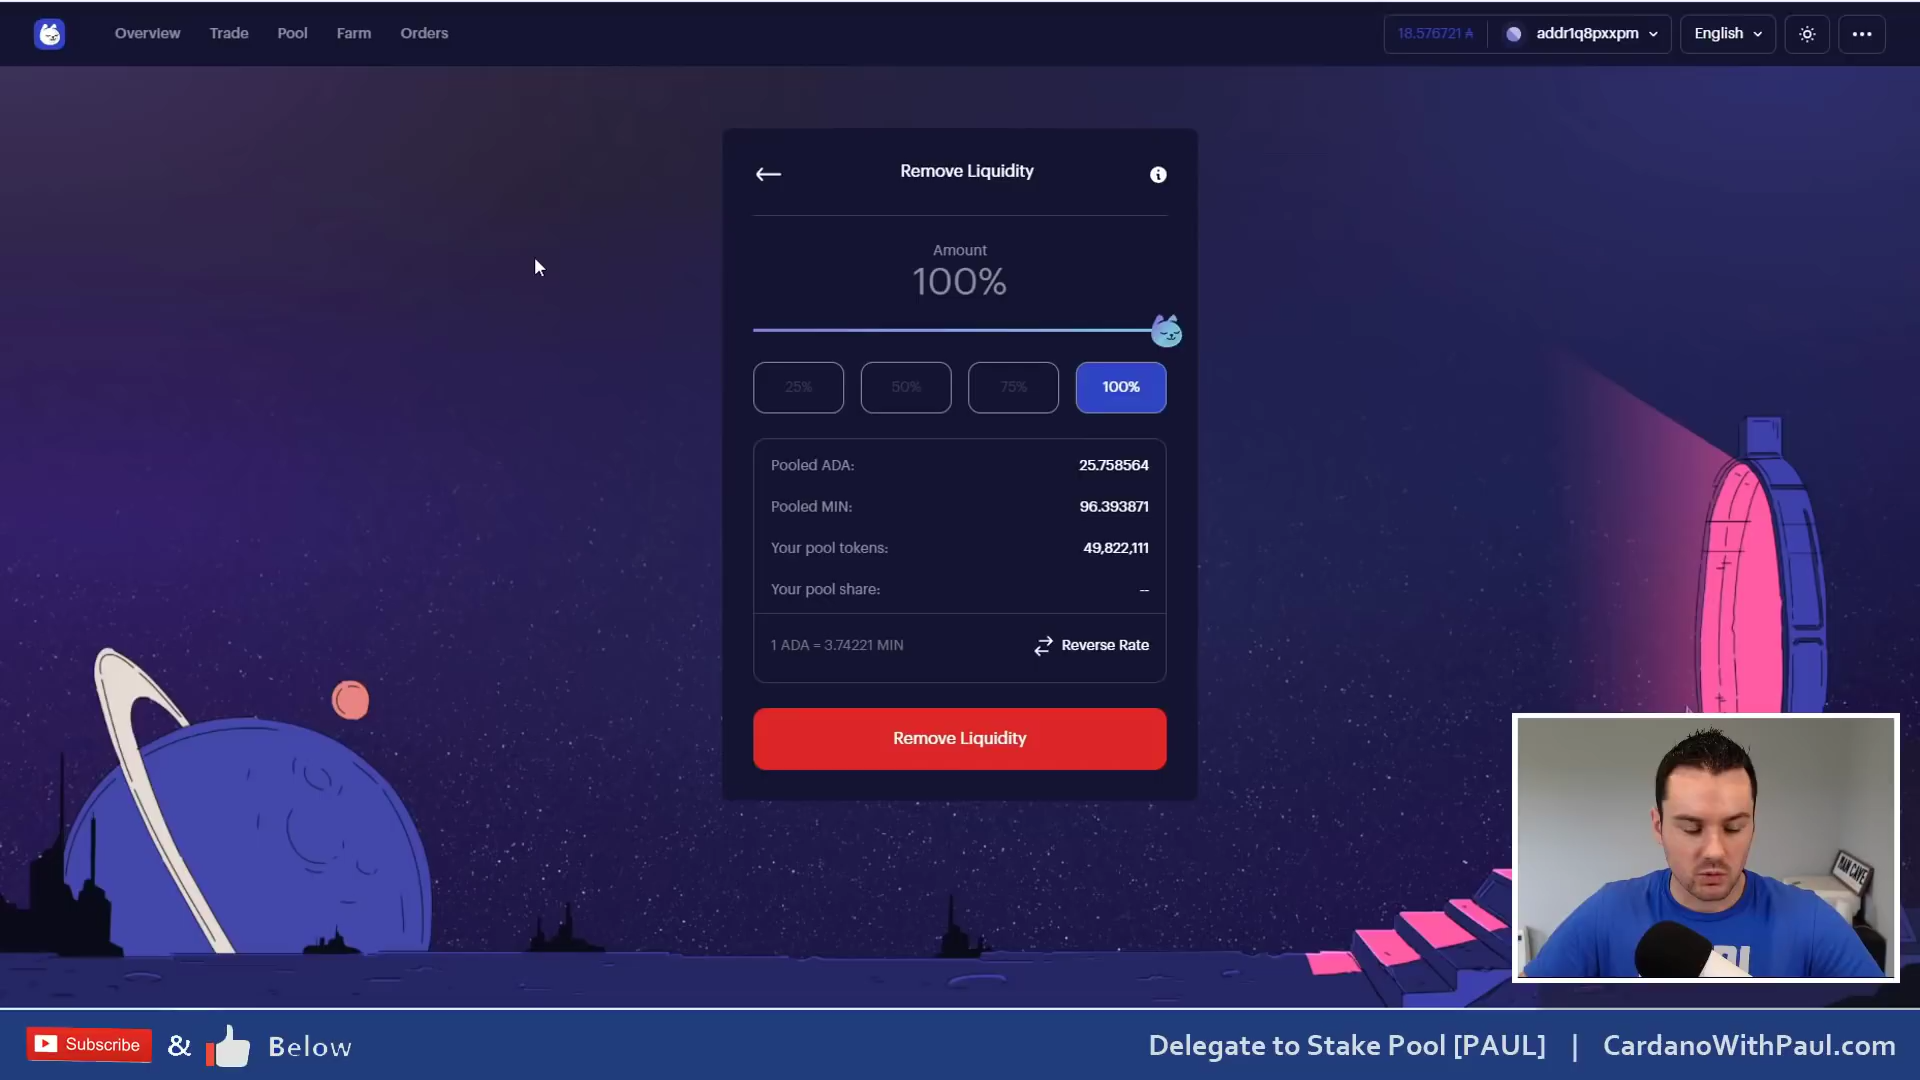 Overview Trade Pool Farm Orders
18.576721 ₳ addr1q8pxxpm English
Remove Liquidity
Amount
100%
25% 50% 75% 100%
Pooled ADA: 25.758564
Pooled MIN: 96.393871
Your pool tokens: 49,822,111
Your pool share: --
1 ADA = 3.74221 MIN Reverse Rate
Remove Liquidity
MAN CAVE
Subscribe & Below
Delegate to Stake Pool [PAUL] | CardanoWithPaul.com